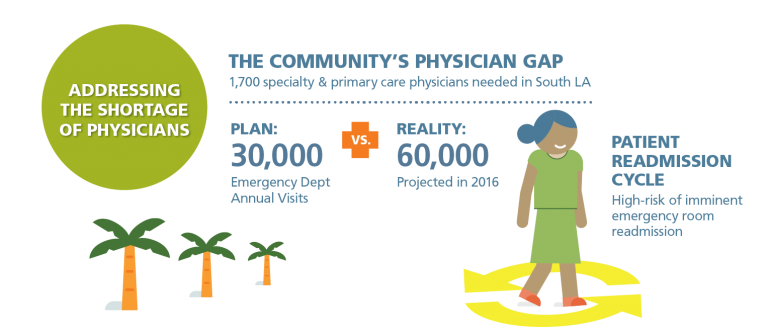 ADDRESSING
THE SHORTAGE
OF PHYSICIANS
THE COMMUNITY’S PHYSICIAN GAP
1,700 specialty & primary care physicians needed in South LA
PLAN:
30,000
Emergency Dept
Annual Visits
VS.
REALITY:
60,000
Projected in 2016
PATIENT
READMISSION
CYCLE
High-risk of imminent
emergency room
readmission